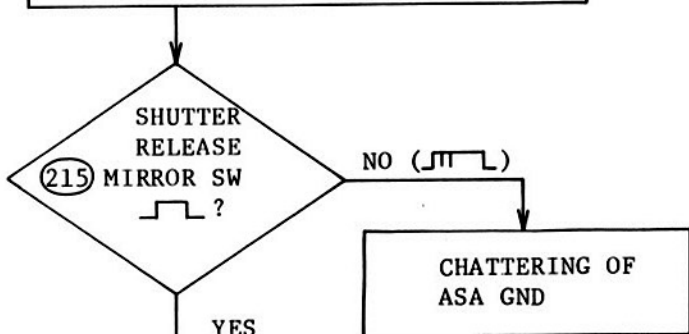 SHUTTER
RELEASE
215 MIRROR SW
?
NO ( )
CHATTERING OF
ASA GND
YES